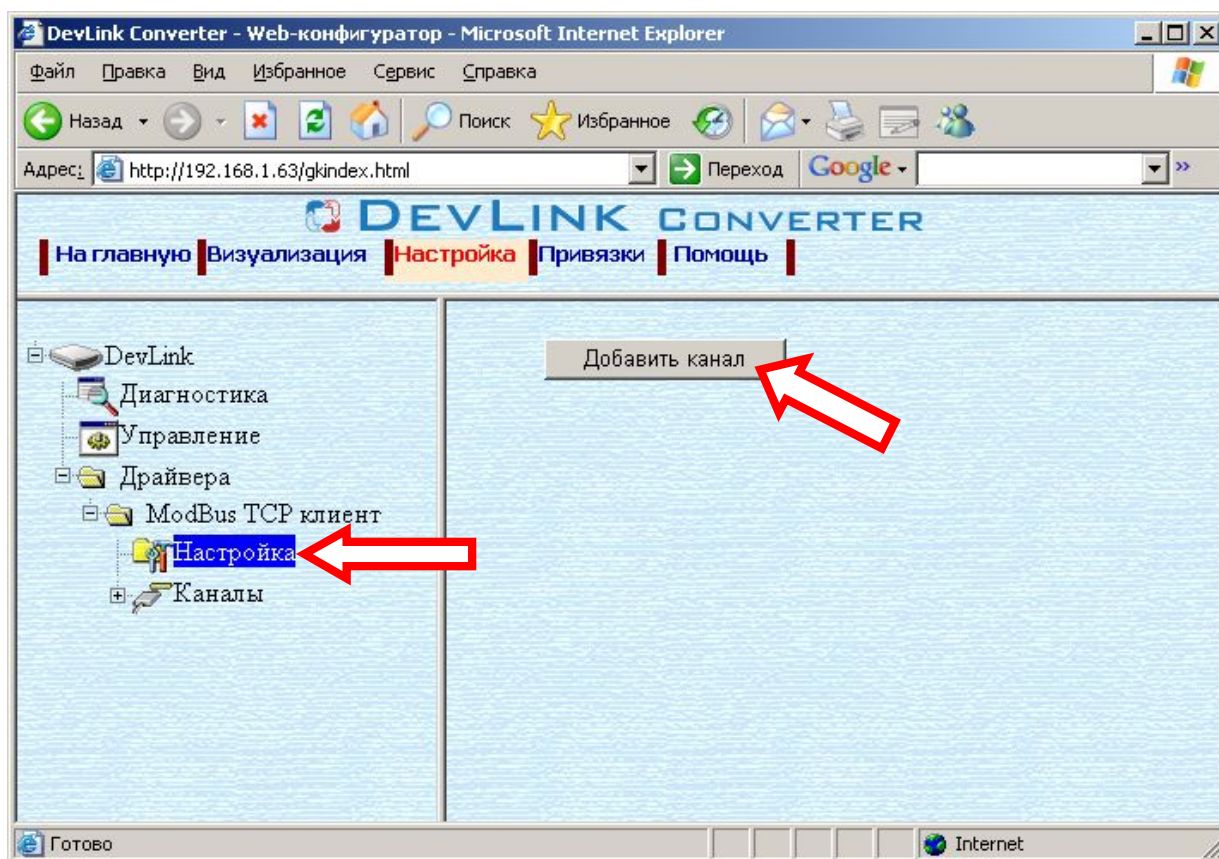 DevLink Converter - Web-конфигуратор - Microsoft Internet Explorer
Файл Правка Вид Избранное Сервис Справка
Назад Поиск Избранное
Адрес: http://192.168.1.63/gkindex.html Переход Google »
DEVLINK CONVERTER
На главную Визуализация Настройка Привязки Помощь
DevLink
Добавить канал
Диагностика
Управление
Драйвера
ModBus TCP клиент
Настройка
Каналы
Готово Internet